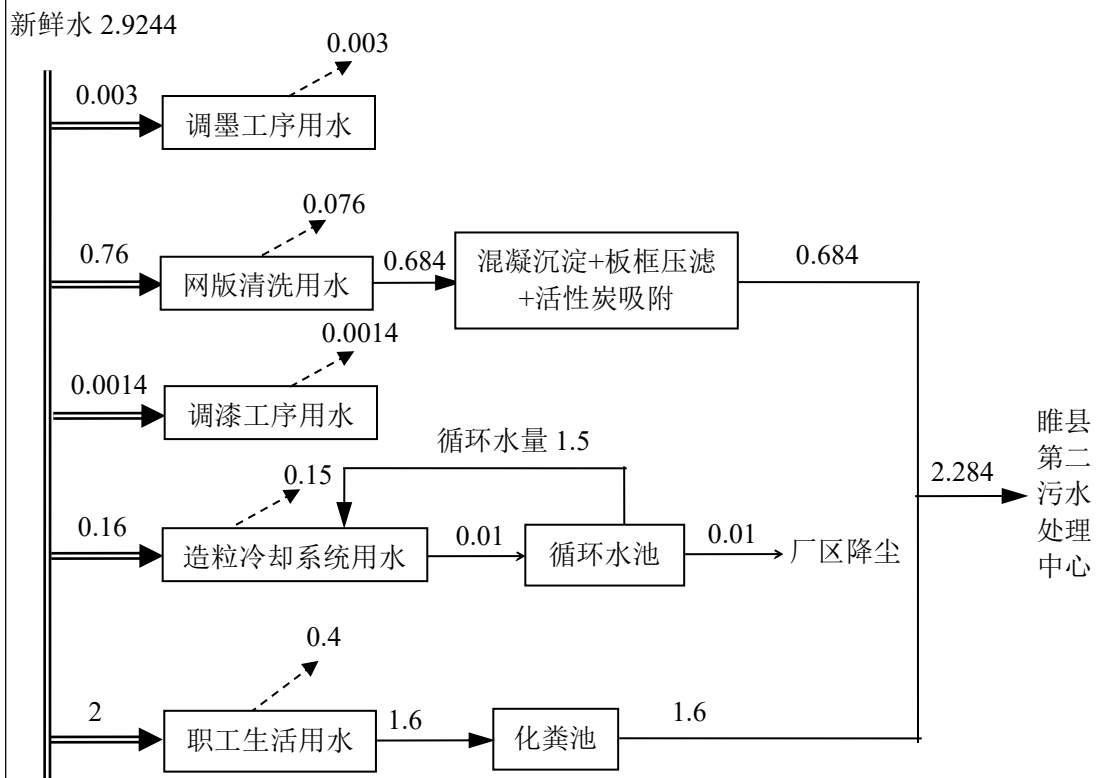 新鲜水 2.9244
0.003
0.003
调墨工序用水
0.076
0.76
网版清洗用水
0.684
混凝沉淀+板框压滤
+活性炭吸附
0.684
0.0014
0.0014
调漆工序用水
循环水量 1.5
0.15
0.16
造粒冷却系统用水
0.01
循环水池
0.01
厂区降尘
2.284
睢县
第二
污水
处理
中心
0.4
2
职工生活用水
1.6
化粪池
1.6